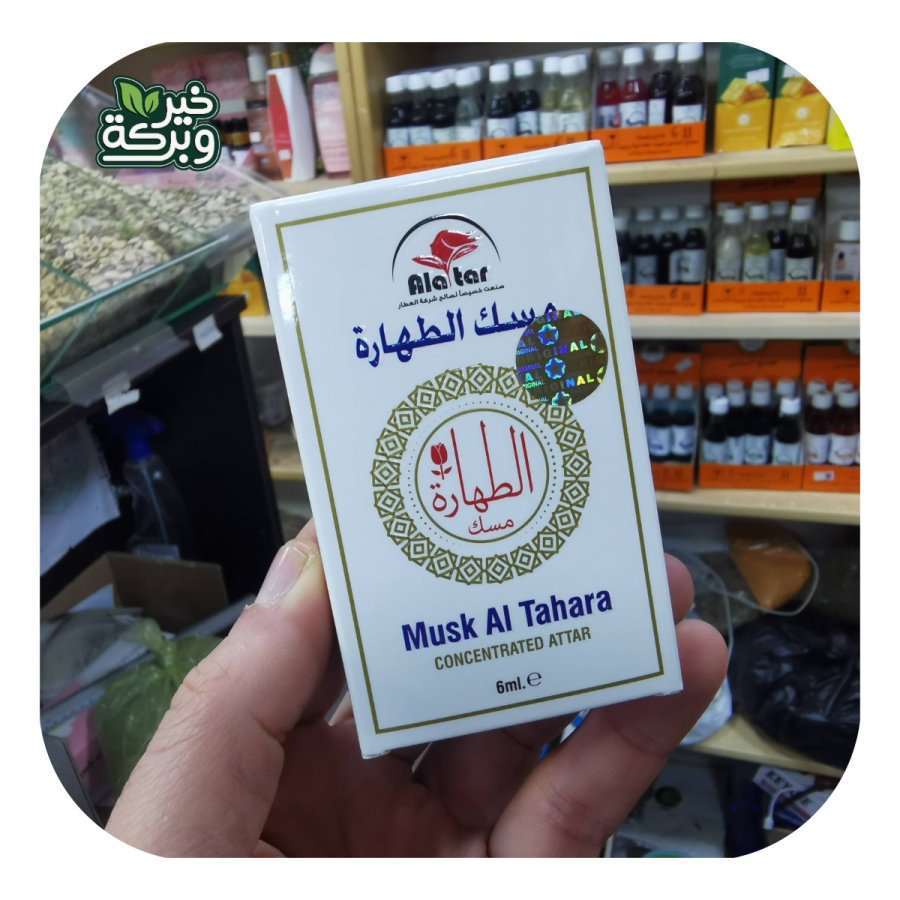 خير
وبركة
Alattar
صنعت خصيصا لصالح شركة العطار
مسك الطهارة
ORIGINAL
الطهارة
مسك
Musk Al Tahara
CONCENTRATED ATTAR
6ml. ℮